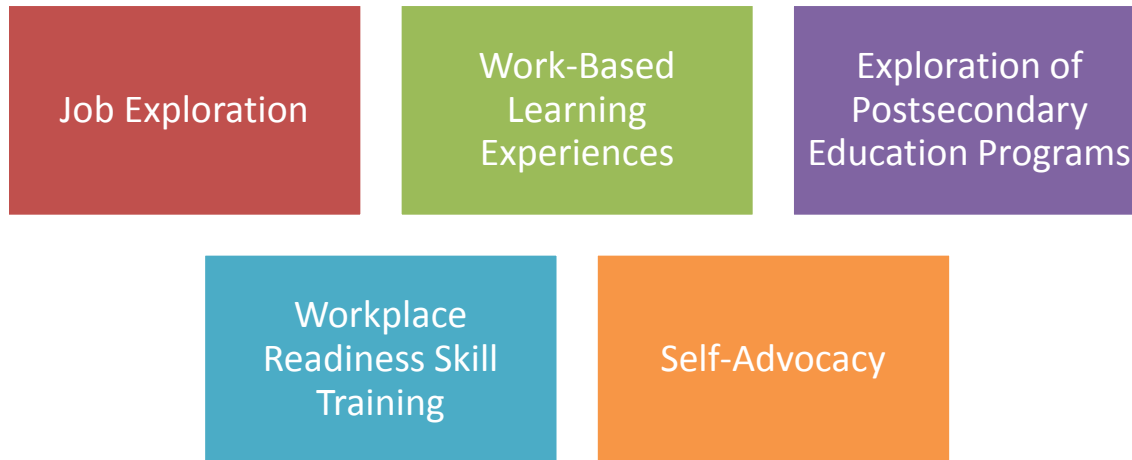 Job Exploration
Work-Based
Learning
Experiences
Exploration of
Postsecondary
Education Programs
Workplace
Readiness Skill
Training
Self-Advocacy